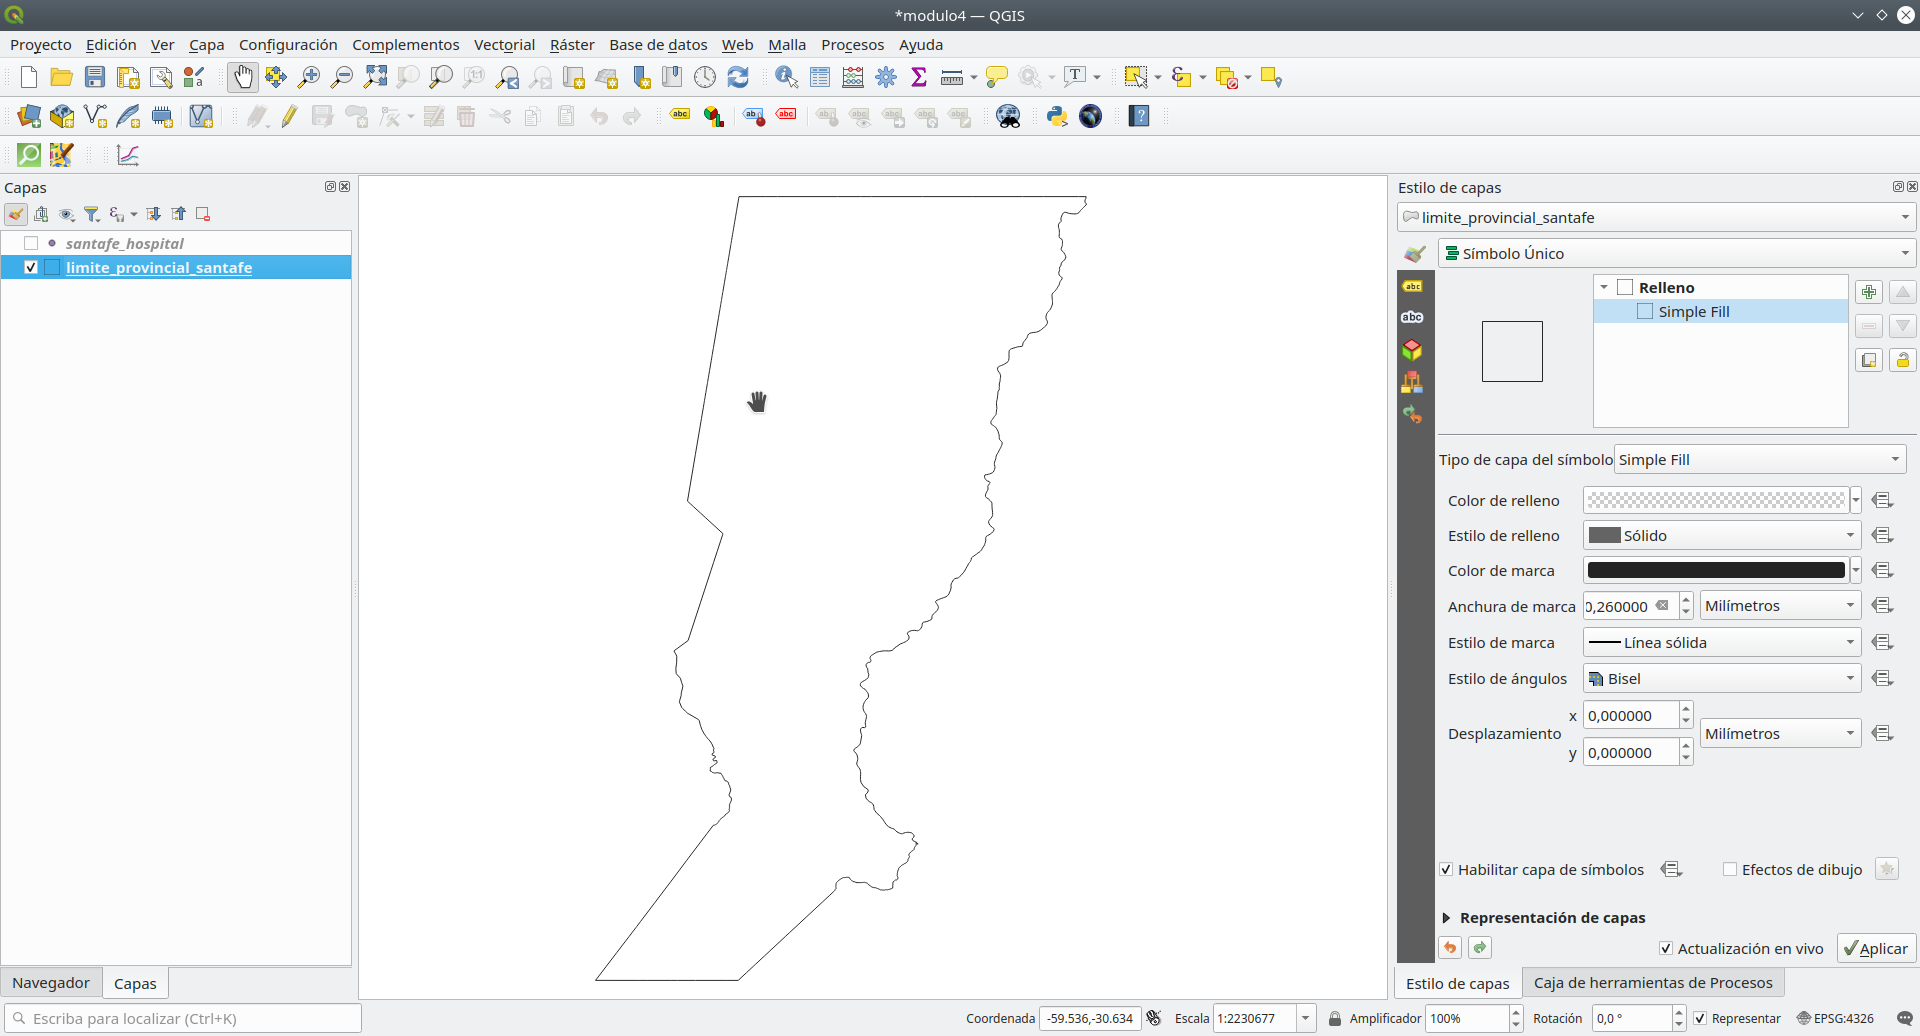 *modulo4 — QGIS
Proyecto Edición Ver Capa Configuración Complementos Vectorial Ráster Base de datos Web Malla Procesos Ayuda
Capas
santafe_hospital
limite_provincial_santafe
Navegador Capas
Escriba para localizar (Ctrl+K)
Estilo de capas
limite_provincial_santafe
Símbolo Único
Relleno
Simple Fill
Tipo de capa del símbolo Simple Fill
Color de relleno
Estilo de relleno Sólido
Color de marca
Anchura de marca 0,260000 Milímetros
Estilo de marca Línea sólida
Estilo de ángulos Bisel
Desplazamiento x 0,000000 Milímetros
y 0,000000
Habilitar capa de símbolos Efectos de dibujo
Representación de capas
Actualización en vivo Aplicar
Estilo de capas Caja de herramientas de Procesos
Coordenada -59.536,-30.634 Escala 1:2230677 Amplificador 100% Rotación 0,0 ° Representar EPSG:4326